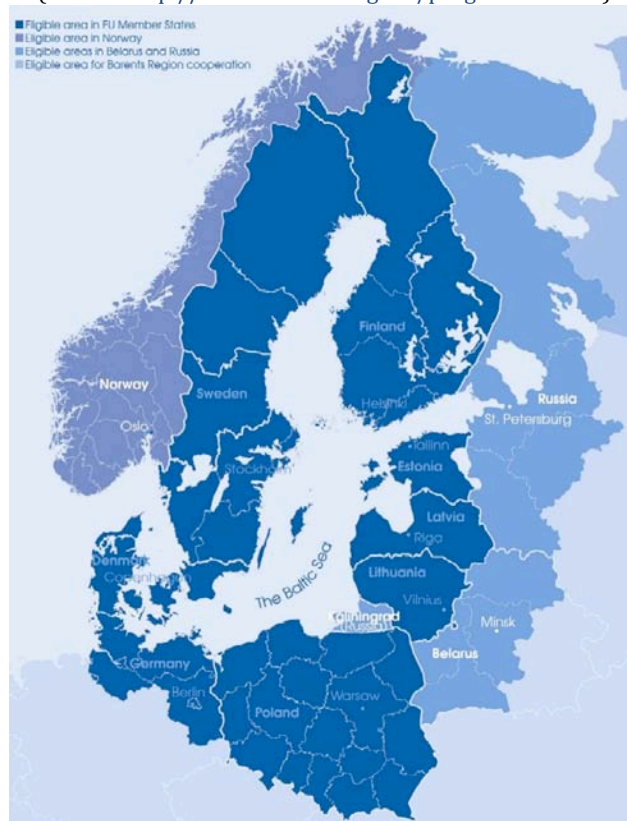 Eligible area in EU Member States
Eligible area in Norway
Eligible areas in Belarus and Russia
Eligible area for Barents Region cooperation
Finland
Norway
Sweden
Helsinki
Russia
Oslo
St. Petersburg
Tallinn
Stockholm
Estonia
Latvia
Riga
Denmark
Copenhagen
The Baltic Sea
Lithuania
Vilnius
Kaliningrad
(Russia)
Minsk
Belarus
Germany
Berlin
Warsaw
Poland